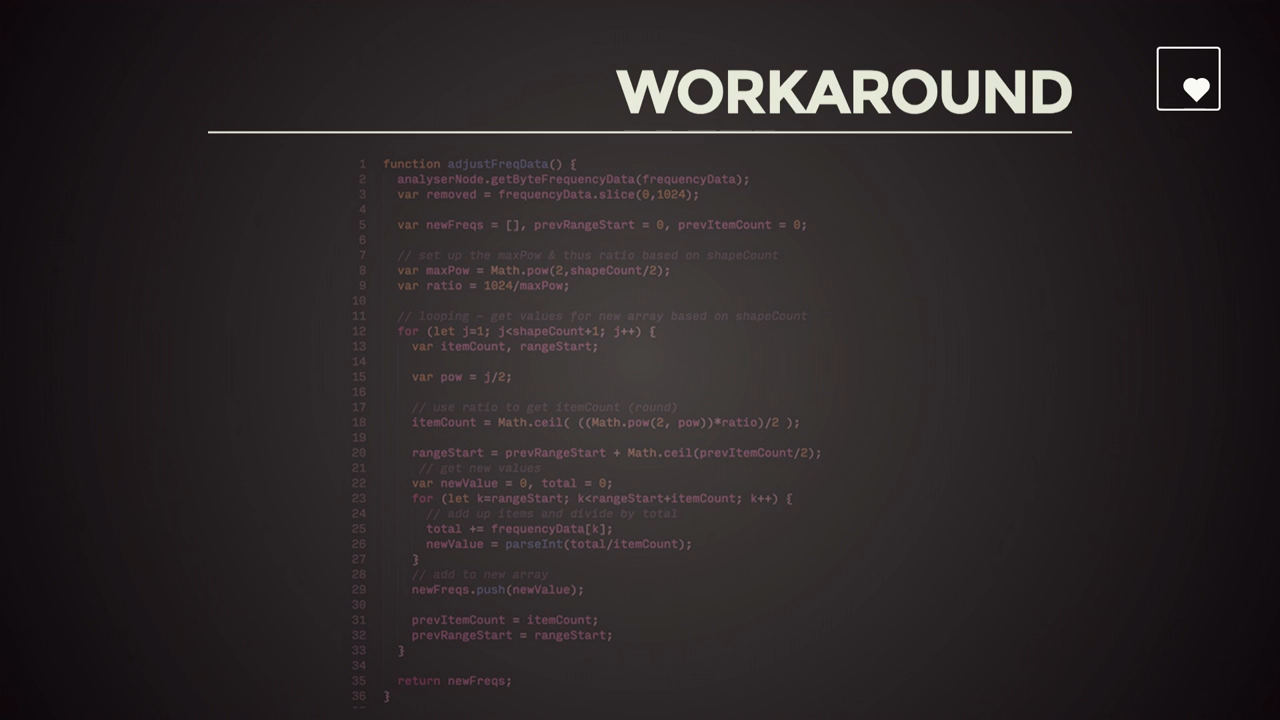 WORKAROUND
1 function adjustFreqData() {
2 analyserNode.getByteFrequencyData(frequencyData);
3 var removed = frequencyData.slice(0,1024);
4
5 var newFreqs = [], prevRangeStart = 0, prevItemCount = 0;
6
7 // set up the maxPow & thus ratio based on shapeCount
8 var maxPow = Math.pow(2,shapeCount/2);
9 var ratio = 1024/maxPow;
10
11 // looping - get values for new array based on shapeCount
12 for (let j=1; j<shapeCount+1; j++) {
13 var itemCount, rangeStart;
14
15 var pow = j/2;
16
17 // use ratio to get itemCount (round)
18 itemCount = Math.ceil( ((Math.pow(2, pow))*ratio)/2 );
19
20 rangeStart = prevRangeStart + Math.ceil(prevItemCount/2);
21 // get new values
22 var newValue = 0, total = 0;
23 for (let k=rangeStart; k<rangeStart+itemCount; k++) {
24 // add up items and divide by total
25 total += frequencyData[k];
26 newValue = parseInt(total/itemCount);
27 }
28 // add to new array
29 newFreqs.push(newValue);
30
31 prevItemCount = itemCount;
32 prevRangeStart = rangeStart;
33 }
34
35 return newFreqs;
36 }